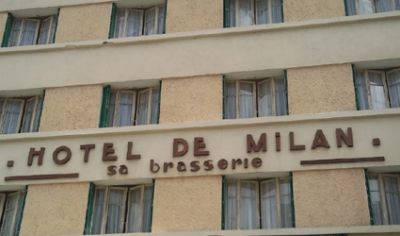 . HOTEL DE MiLAN .
sa brasserie